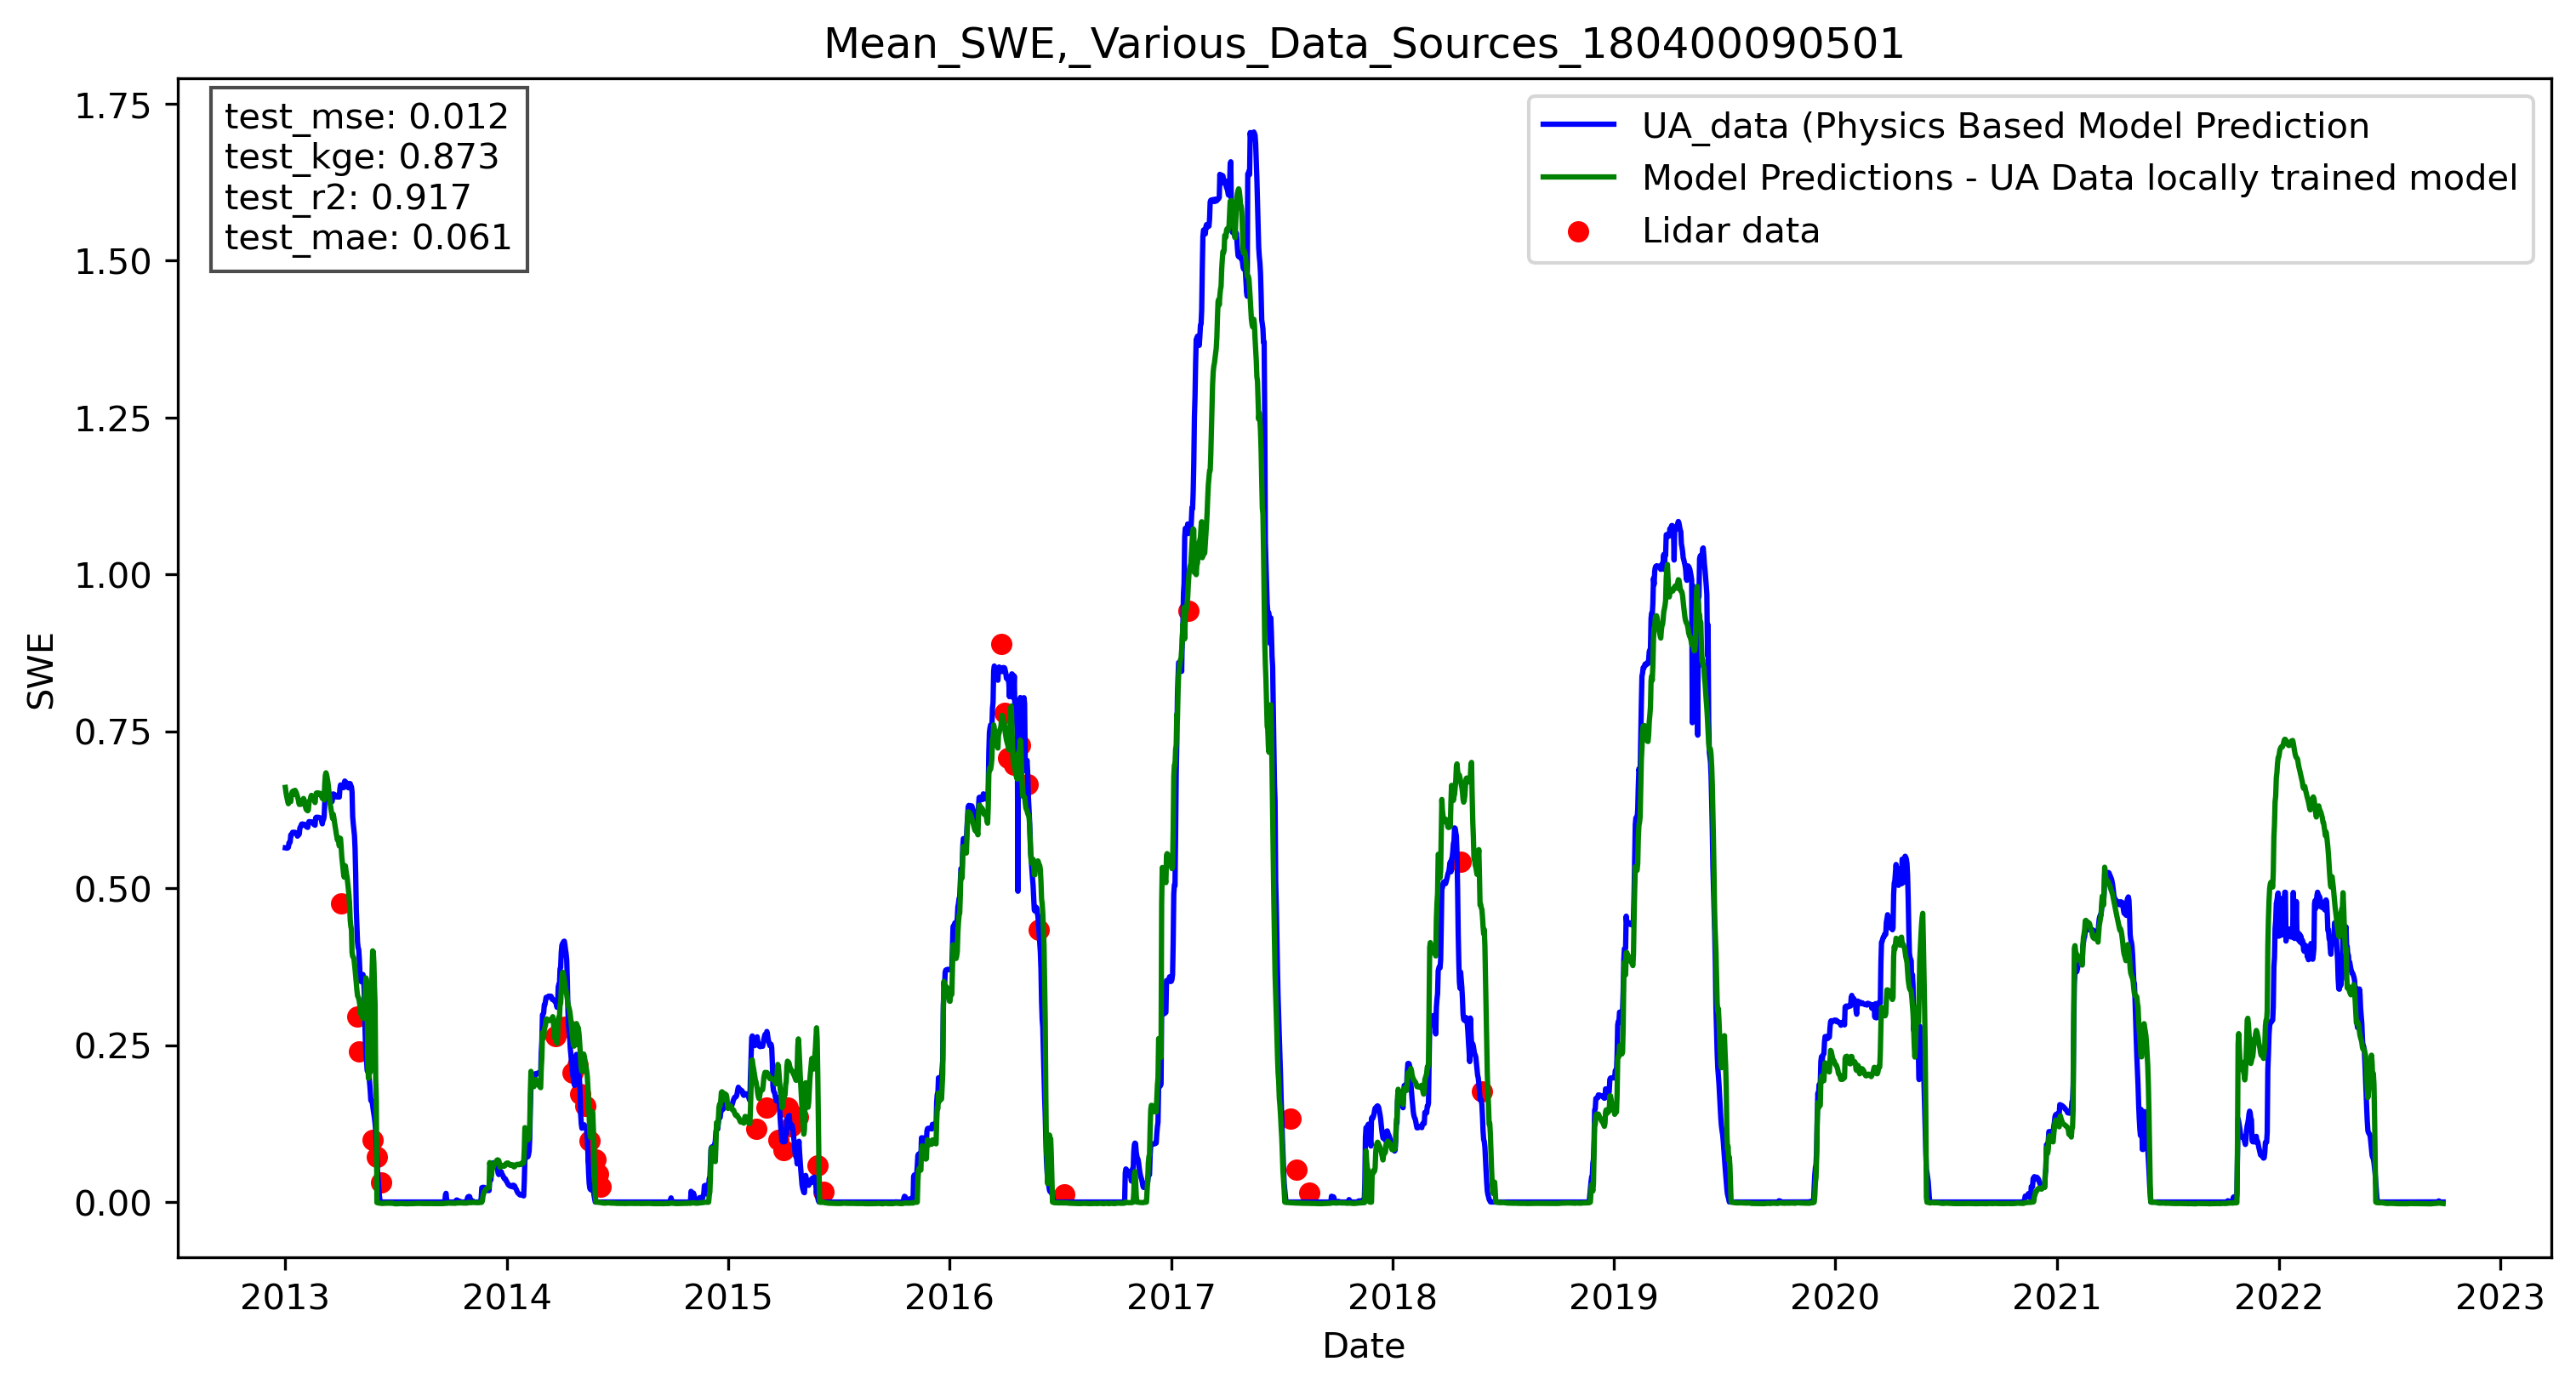 Mean_SWE,_Various_Data_Sources_180400090501
test_mse: 0.012
test_kge: 0.873
test_r2: 0.917
test_mae: 0.061
UA_data (Physics Based Model Prediction
Model Predictions - UA Data locally trained model
Lidar data
1.75
1.50
1.25
1.00
0.75
0.50
0.25
0.00
SWE
2013 2014 2015 2016 2017 2018 2019 2020 2021 2022 2023
Date